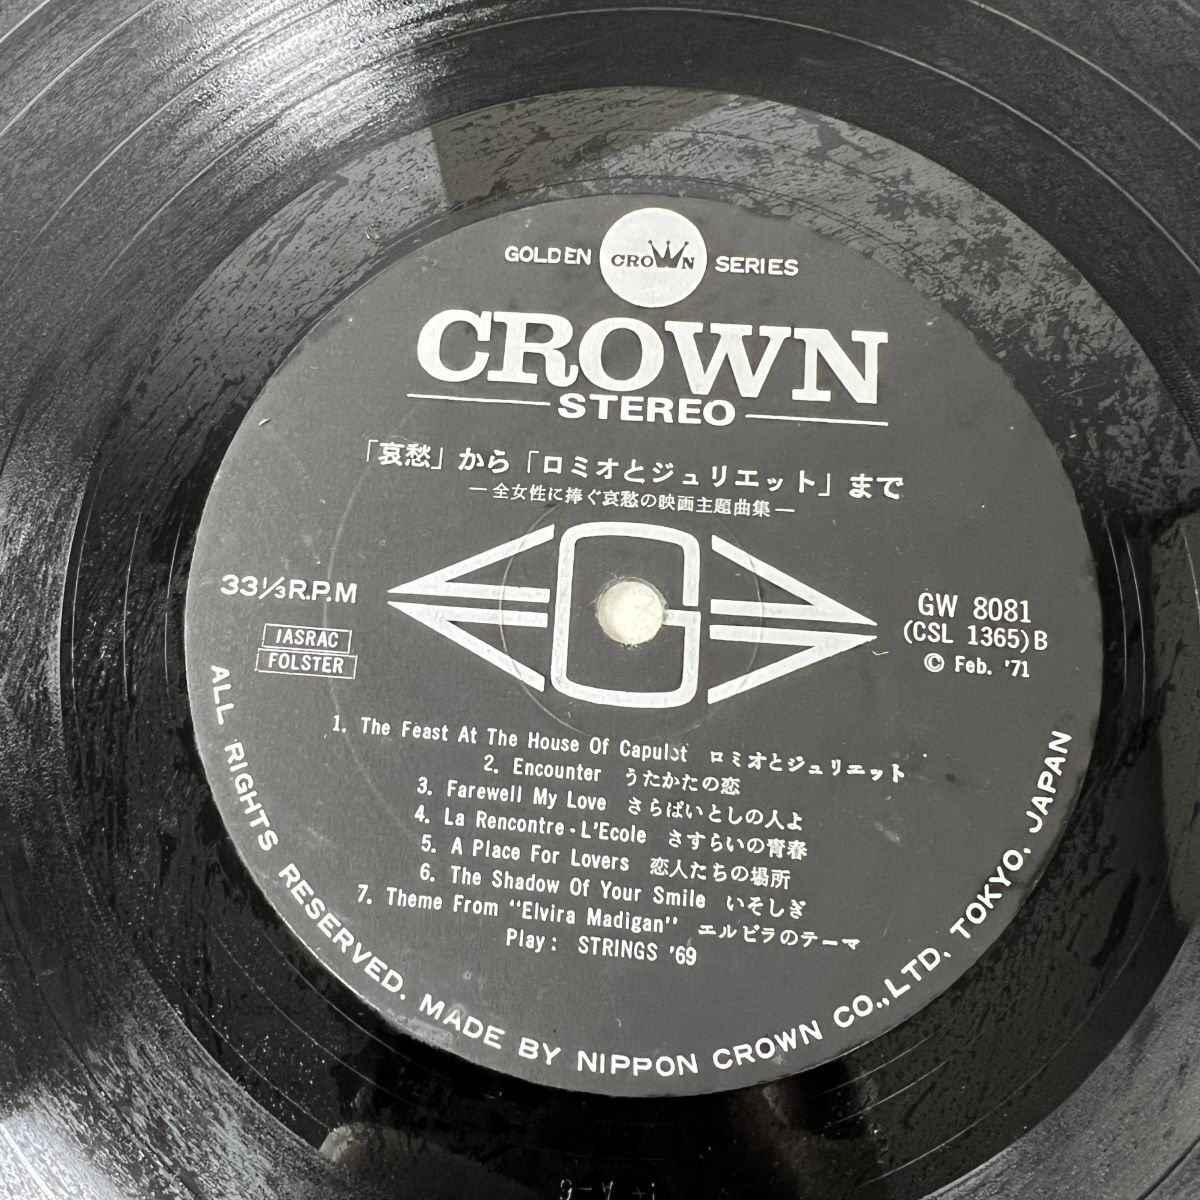 GOLDEN CROWN SERIES
CROWN
STEREO
「哀愁」から「ロミオとジュリエット」まで
—全女性に捧ぐ哀愁の映画主題曲集—
33⅓R.P.M
JASRAC
FOLSTER
GW 8081
(CSL 1365)B
© Feb. '71
1. The Feast At The House Of Capulet ロミオとジュリエット
2. Encounter うたかたの恋
3. Farewell My Love さらばいとしの人よ
4. La Rencontre・L'Ecole さすらいの青春
5. A Place For Lovers 恋人たちの場所
6. The Shadow Of Your Smile いそしぎ
7. Theme From "Elvira Madigan" エルビラのテーマ
Play: STRINGS '69
ALL RIGHTS RESERVED. MADE BY NIPPON CROWN CO.,LTD. TOKYO, JAPAN